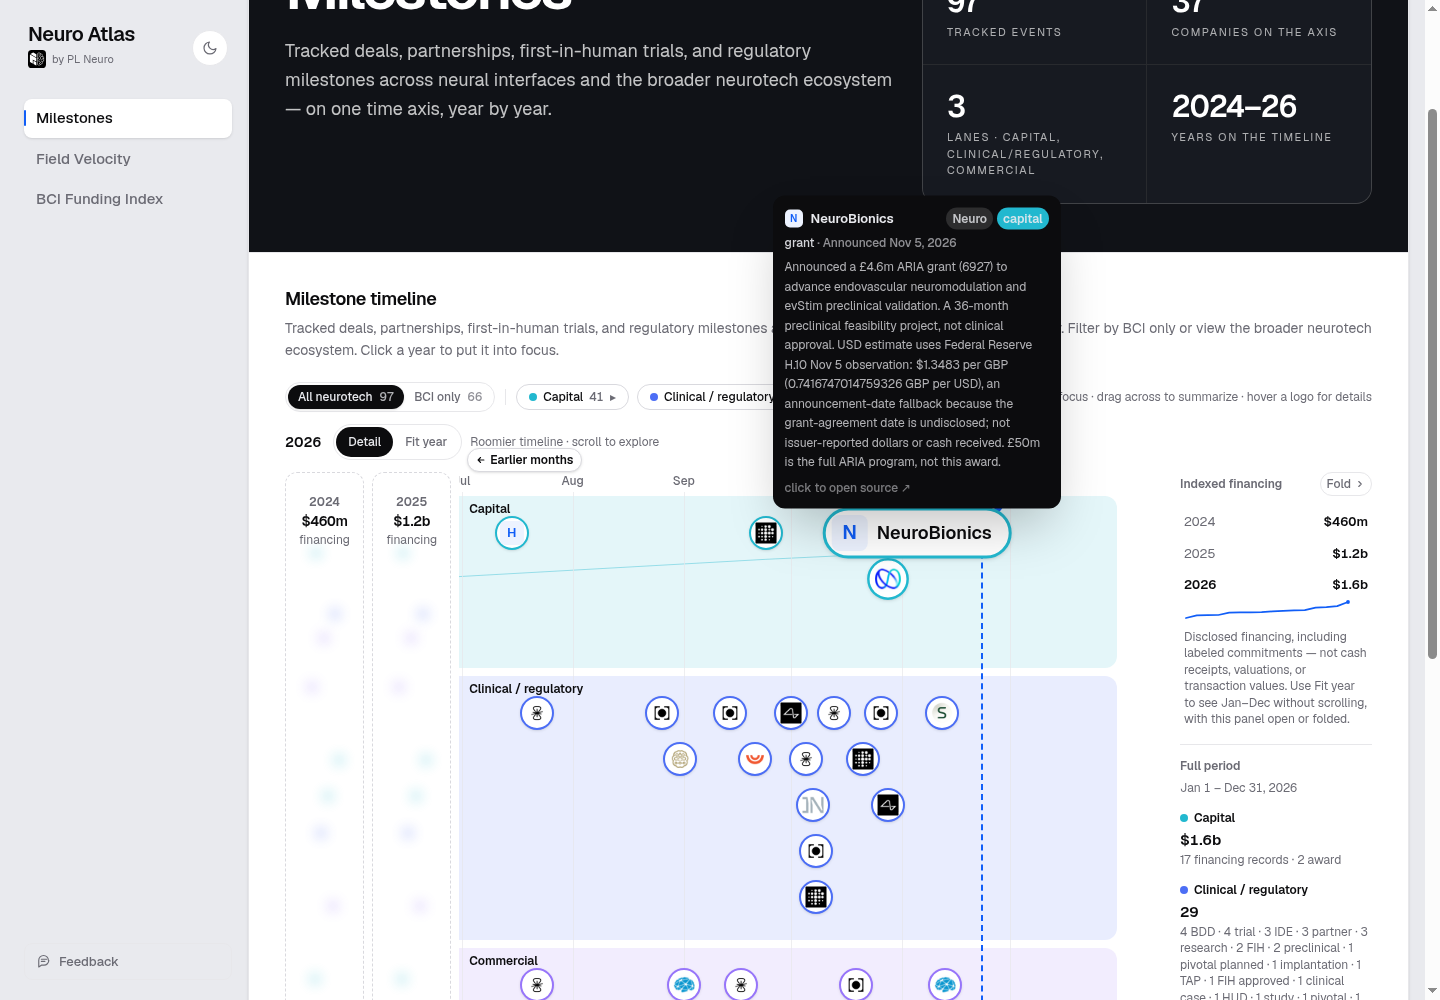 Neuro Atlas
by PL Neuro
Milestones
Field Velocity
BCI Funding Index
Feedback
Milestones
Tracked deals, partnerships, first-in-human trials, and regulatory
milestones across neural interfaces and the broader neurotech ecosystem
— on one time axis, year by year.
97
TRACKED EVENTS
37
COMPANIES ON THE AXIS
3
LANES · CAPITAL,
CLINICAL/REGULATORY,
COMMERCIAL
2024–26
YEARS ON THE TIMELINE
N NeuroBionics Neuro capital
grant · Announced Nov 5, 2026
Announced a £4.6m ARIA grant (6927) to
advance endovascular neuromodulation and
evStim preclinical validation. A 36-month
preclinical feasibility project, not clinical
approval. USD estimate uses Federal Reserve
H.10 Nov 5 observation: $1.3483 per GBP
(0.7416747014759326 GBP per USD), an
announcement-date fallback because the
grant-agreement date is undisclosed; not
issuer-reported dollars or cash received. £50m
is the full ARIA program, not this award.
click to open source ↗
Milestone timeline
Tracked deals, partnerships, first-in-human trials, and regulatory milestones . Filter by BCI only or view the broader neurotech
ecosystem. Click a year to put it into focus.
All neurotech 97 BCI only 66 Capital 41 ▸ Clinical / regulatory focus · drag across to summarize · hover a logo for details
2026 Detail Fit year Roomier timeline · scroll to explore
← Earlier months
ul Aug Sep
2024
$460m
financing
2025
$1.2b
financing
Capital
H
N NeuroBionics
Clinical / regulatory
S
IN
Commercial
Indexed financing Fold ›
2024 $460m
2025 $1.2b
2026 $1.6b
Disclosed financing, including
labeled commitments — not cash
receipts, valuations, or
transaction values. Use Fit year
to see Jan–Dec without scrolling,
with this panel open or folded.
Full period
Jan 1 – Dec 31, 2026
Capital
$1.6b
17 financing records · 2 award
Clinical / regulatory
29
4 BDD · 4 trial · 3 IDE · 3 partner · 3
research · 2 FIH · 2 preclinical · 1
pivotal planned · 1 implantation · 1
TAP · 1 FIH approved · 1 clinical
case · 1 HUD · 1 study · 1 pivotal · 1